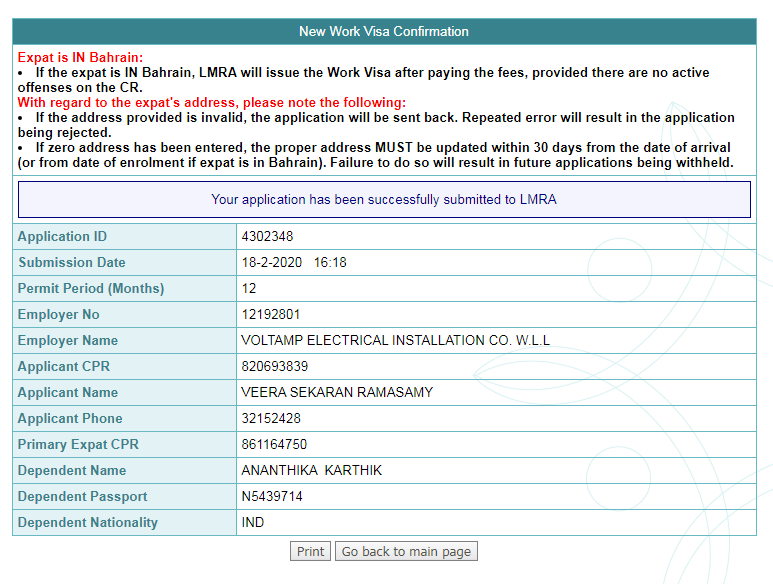 New Work Visa Confirmation
Expat is IN Bahrain:
• If the expat is IN Bahrain, LMRA will issue the Work Visa after paying the fees, provided there are no active
offenses on the CR.
With regard to the expat's address, please note the following:
• If the address provided is invalid, the application will be sent back. Repeated error will result in the application
being rejected.
• If zero address has been entered, the proper address MUST be updated within 30 days from the date of arrival
(or from date of enrolment if expat is in Bahrain). Failure to do so will result in future applications being withheld.
Your application has been successfully submitted to LMRA
Application ID 4302348
Submission Date 18-2-2020 16:18
Permit Period (Months) 12
Employer No 12192801
Employer Name VOLTAMP ELECTRICAL INSTALLATION CO. W.L.L
Applicant CPR 820693839
Applicant Name VEERA SEKARAN RAMASAMY
Applicant Phone 32152428
Primary Expat CPR 861164750
Dependent Name ANANTHIKA KARTHIK
Dependent Passport N5439714
Dependent Nationality IND
Print Go back to main page